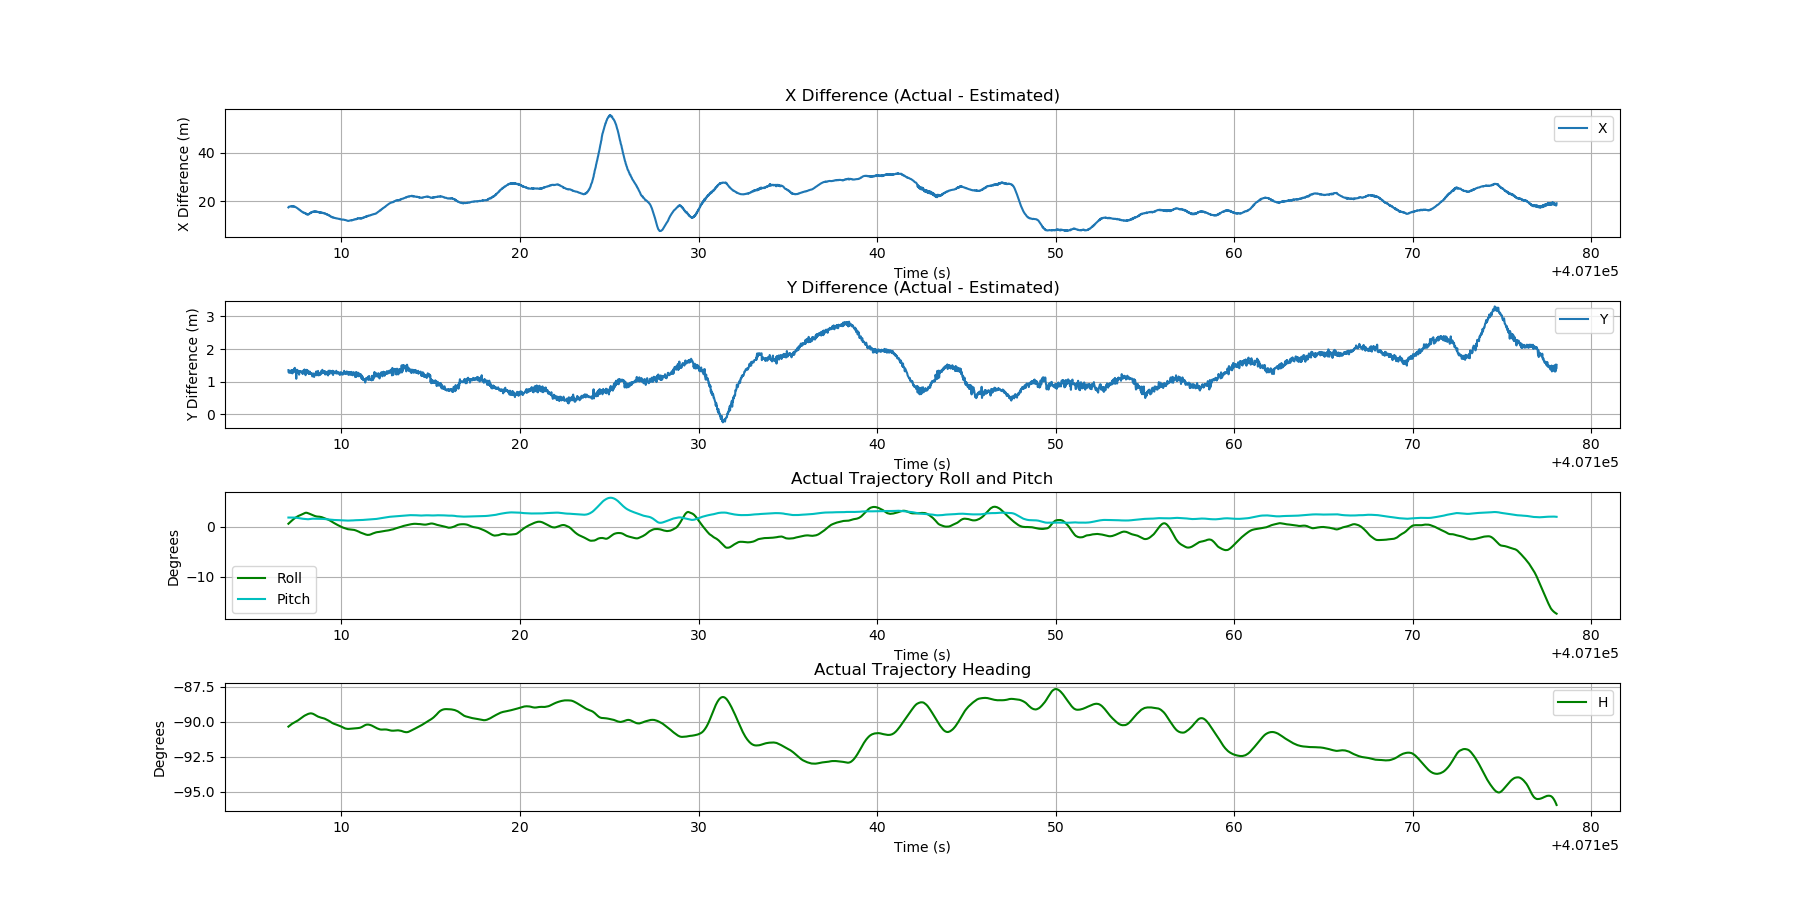 X Difference (Actual - Estimated)
X Difference (m)
40
20
X
10 20 30 40 50 60 70 80
Time (s)
+4.071e5
Y Difference (Actual - Estimated)
Y Difference (m)
3
2
1
0
Y
10 20 30 40 50 60 70 80
Time (s)
+4.071e5
Actual Trajectory Roll and Pitch
Degrees
0
−10
Roll
Pitch
10 20 30 40 50 60 70 80
Time (s)
+4.071e5
Actual Trajectory Heading
Degrees
−87.5
−90.0
−92.5
−95.0
H
10 20 30 40 50 60 70 80
Time (s)
+4.071e5